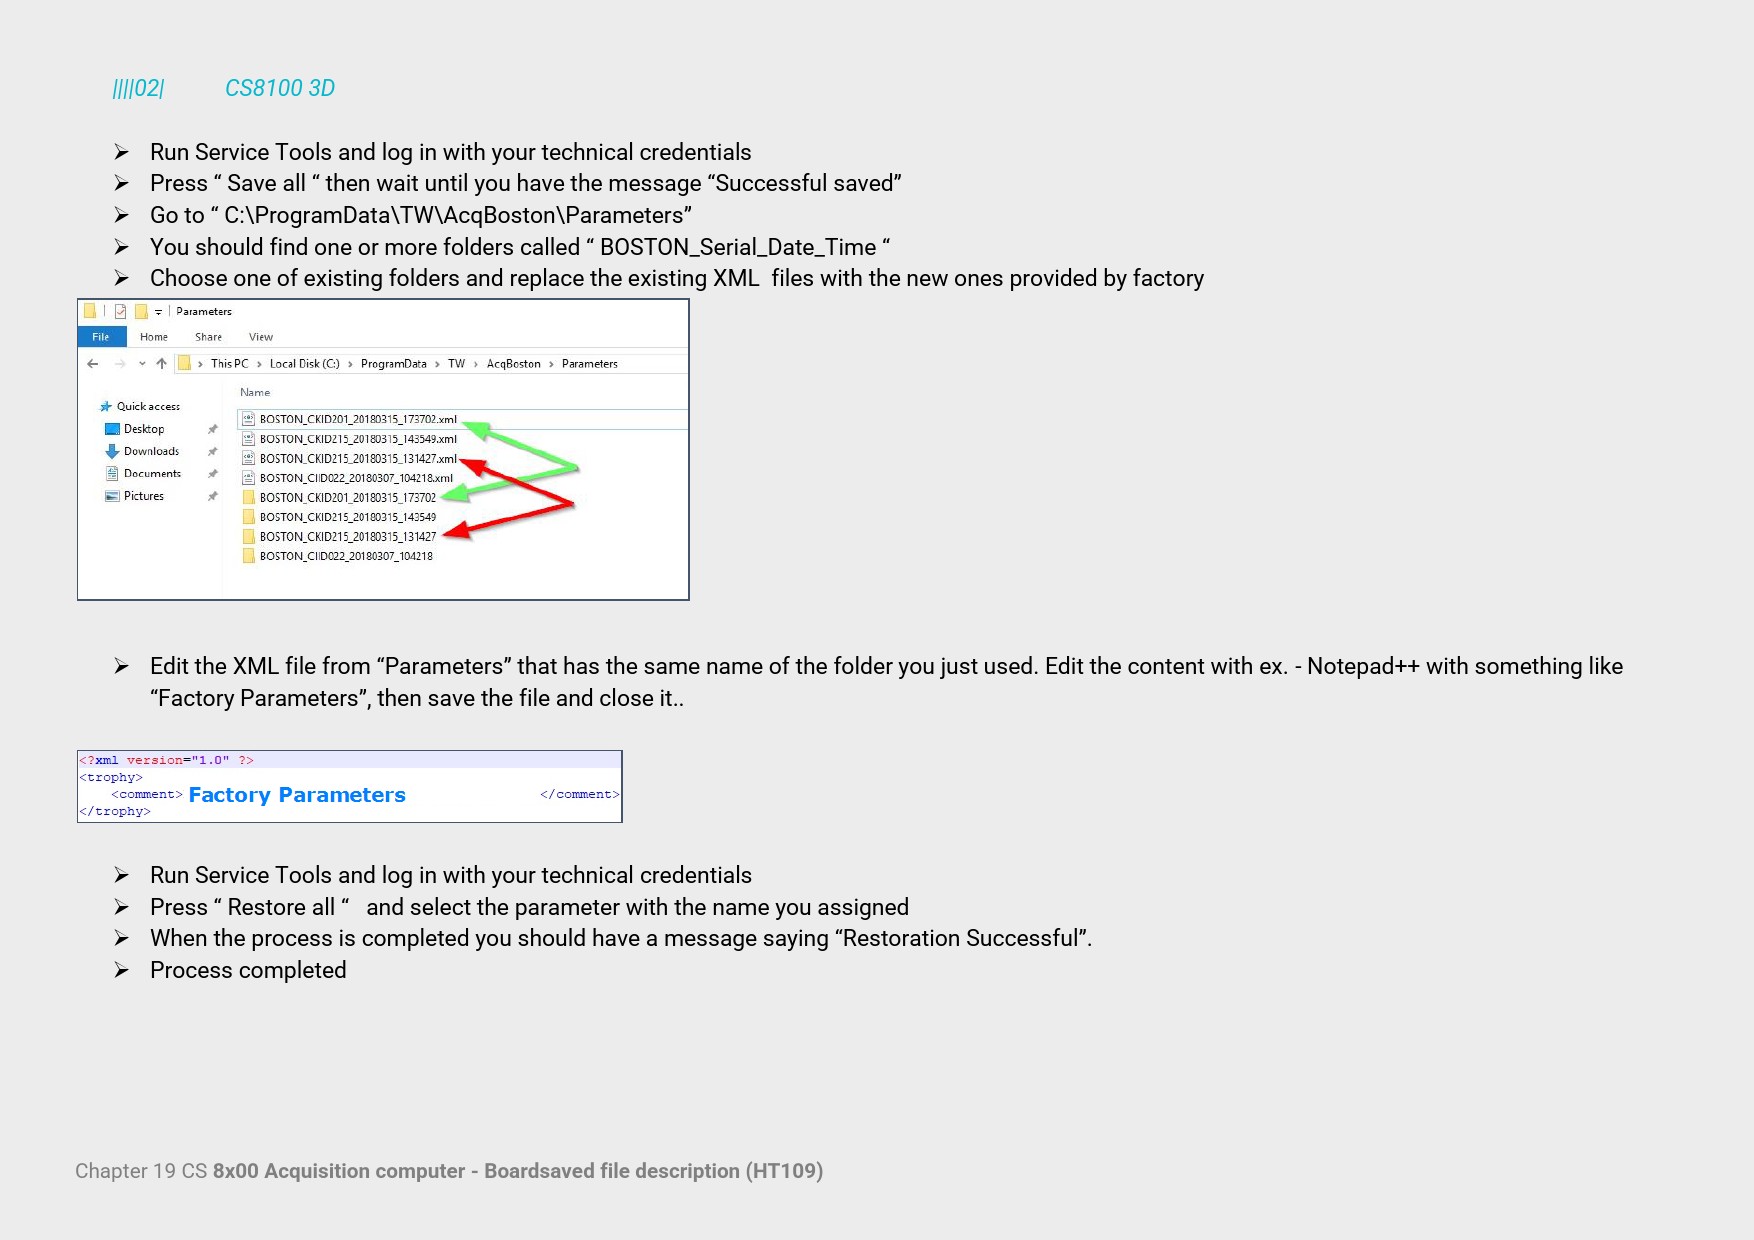 ||||02| CS8100 3D
➢ Run Service Tools and log in with your technical credentials
➢ Press “ Save all “ then wait until you have the message “Successful saved”
➢ Go to “ C:\ProgramData\TW\AcqBoston\Parameters”
➢ You should find one or more folders called “ BOSTON_Serial_Date_Time “
➢ Choose one of existing folders and replace the existing XML  files with the new ones provided by factory
Parameters
File Home Share View
This PC › Local Disk (C:) › ProgramData › TW › AcqBoston › Parameters
Name
Quick access
Desktop
Downloads
Documents
Pictures
BOSTON_CKID201_20180315_173702.xml
BOSTON_CKID215_20180315_143549.xml
BOSTON_CKID215_20180315_131427.xml
BOSTON_CIID022_20180307_104218.xml
BOSTON_CKID201_20180315_173702
BOSTON_CKID215_20180315_143549
BOSTON_CKID215_20180315_131427
BOSTON_CIID022_20180307_104218
➢ Edit the XML file from “Parameters” that has the same name of the folder you just used. Edit the content with ex. - Notepad++ with something like
“Factory Parameters”, then save the file and close it..
<?xml version="1.0" ?>
<trophy>
<comment> Factory Parameters </comment>
</trophy>
➢ Run Service Tools and log in with your technical credentials
➢ Press “ Restore all “  and select the parameter with the name you assigned
➢ When the process is completed you should have a message saying “Restoration Successful”.
➢ Process completed
Chapter 19 CS 8x00 Acquisition computer - Boardsaved file description (HT109)